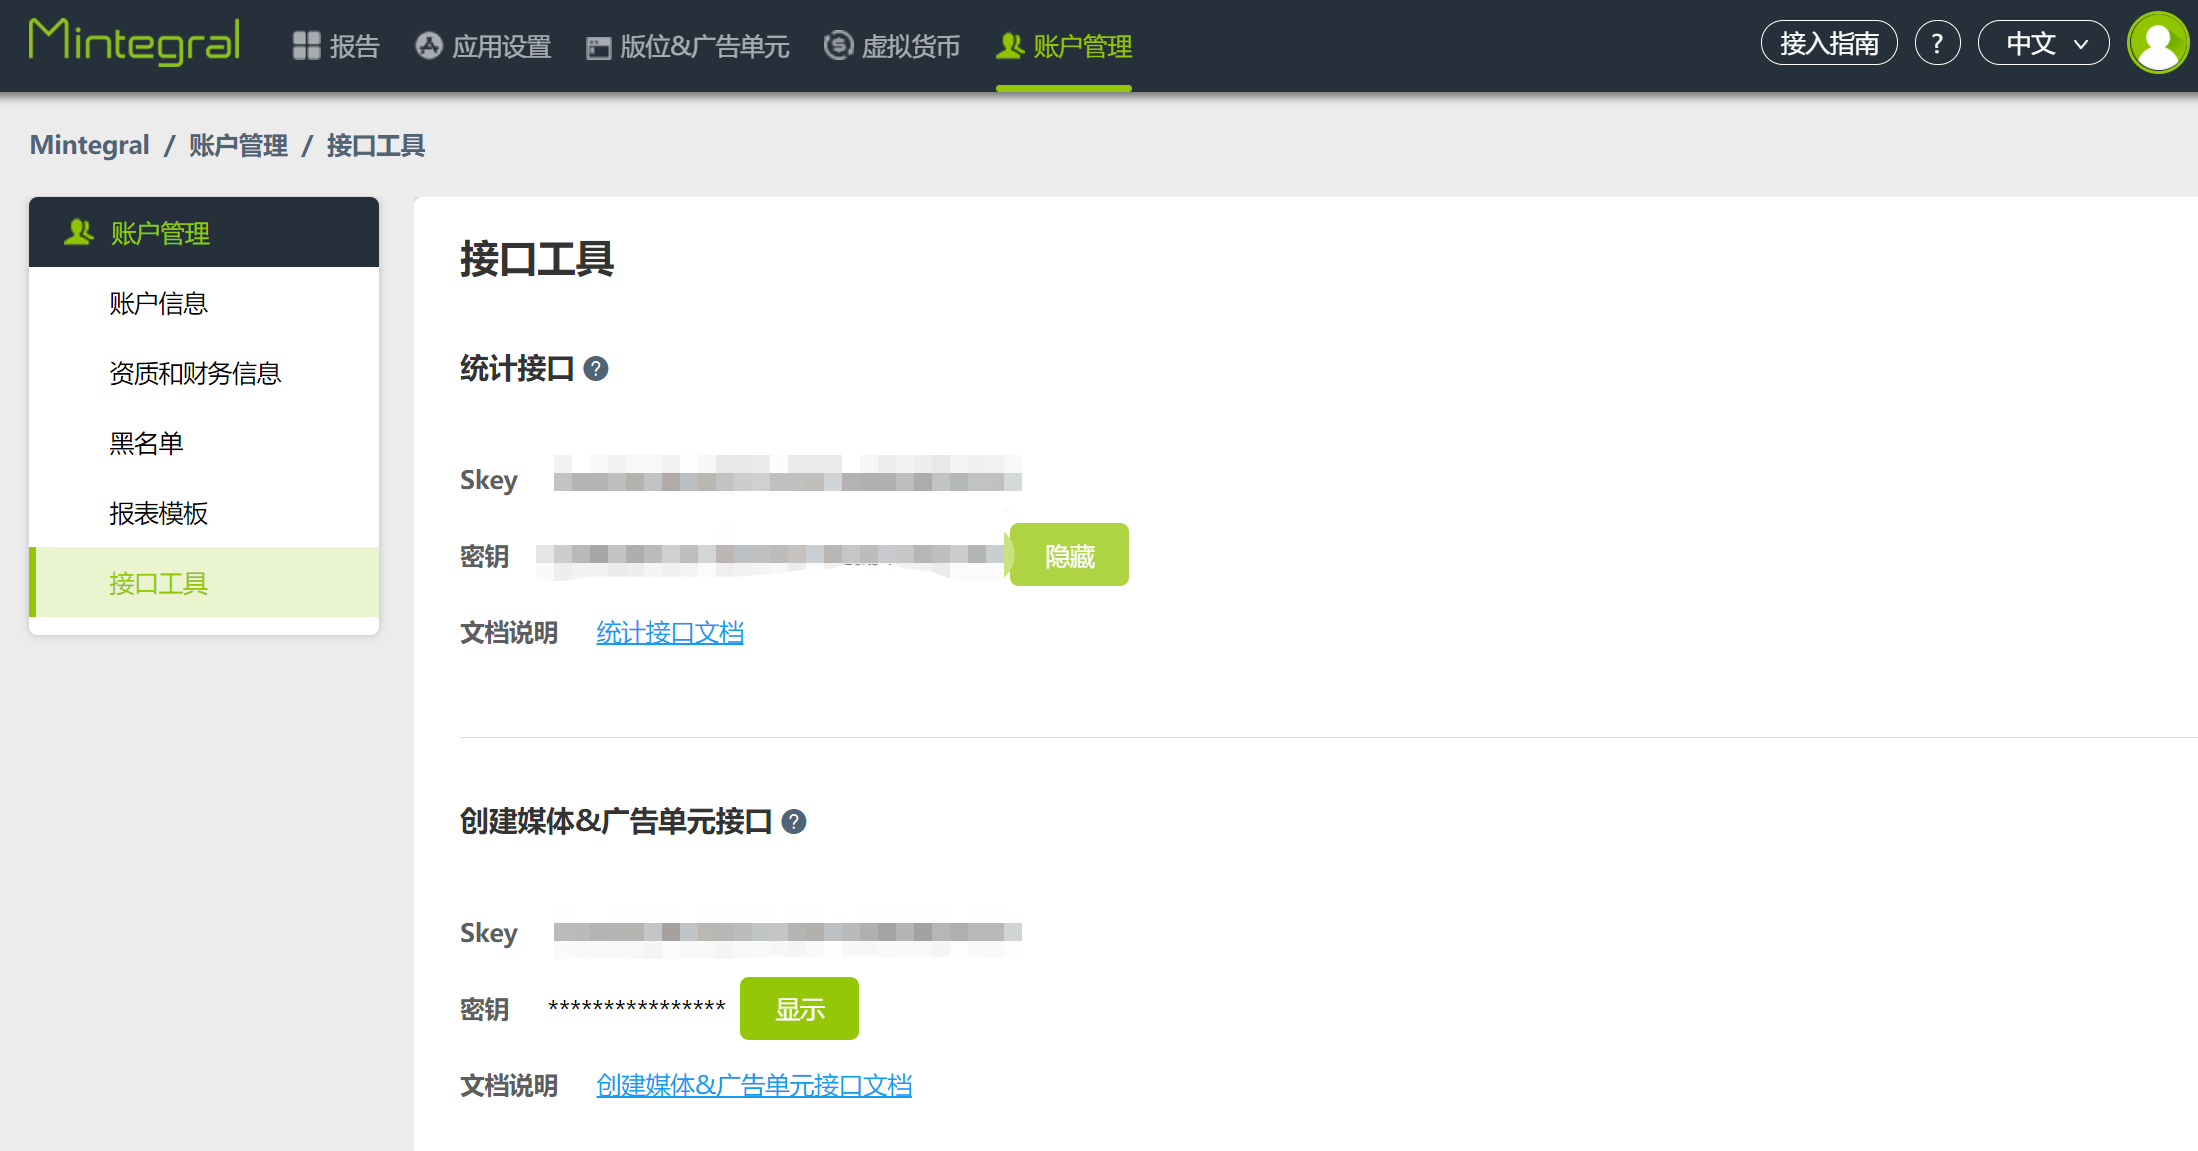 Mintegral 报告 应用设置 版位&广告单元 虚拟货币 账户管理 接入指南 ? 中文
Mintegral / 账户管理 / 接口工具
账户管理
账户信息
资质和财务信息
黑名单
报表模板
接口工具
接口工具
统计接口 ?
Skey
密钥 隐藏
文档说明 统计接口文档
创建媒体&广告单元接口 ?
Skey
密钥 **************** 显示
文档说明 创建媒体&广告单元接口文档